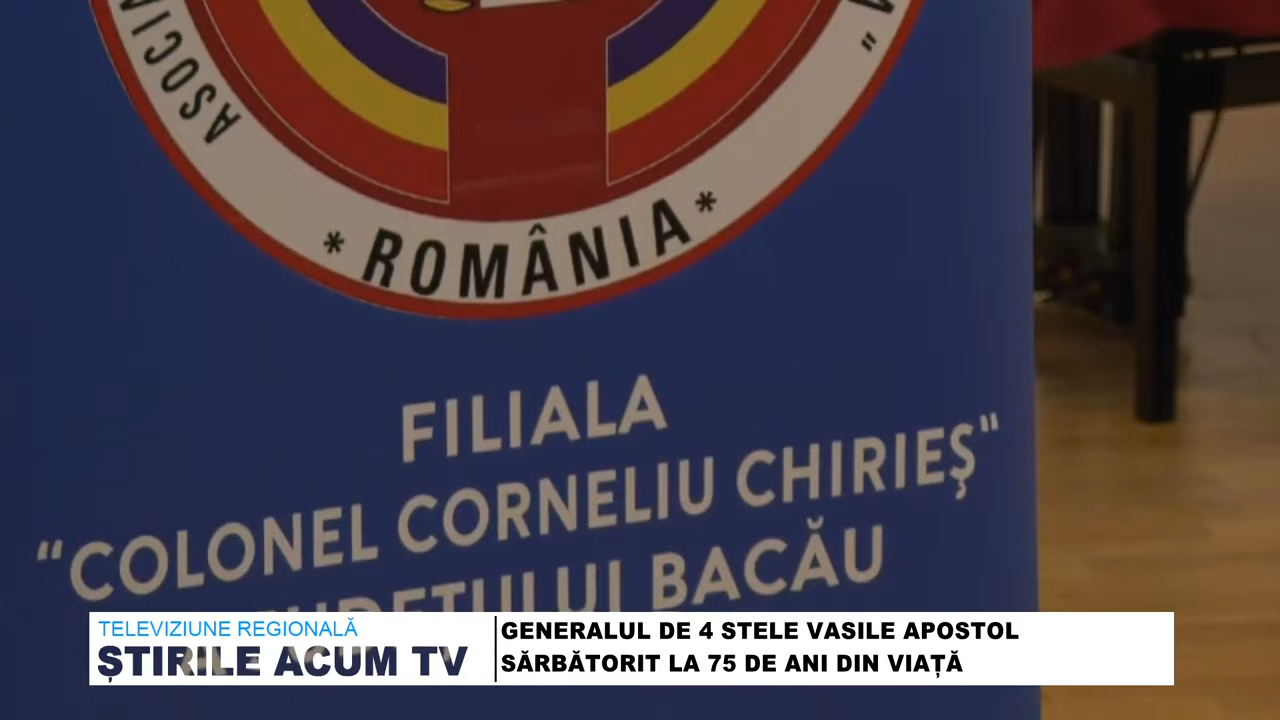 * ROMÂNIA *
FILIALA
“COLONEL CORNELIU CHIRIEŞ"
BACĂU
TELEVIZIUNE REGIONALĂ
ȘTIRILE ACUM TV
GENERALUL DE 4 STELE VASILE APOSTOL
SĂRBĂTORIT LA 75 DE ANI DIN VIAȚĂ